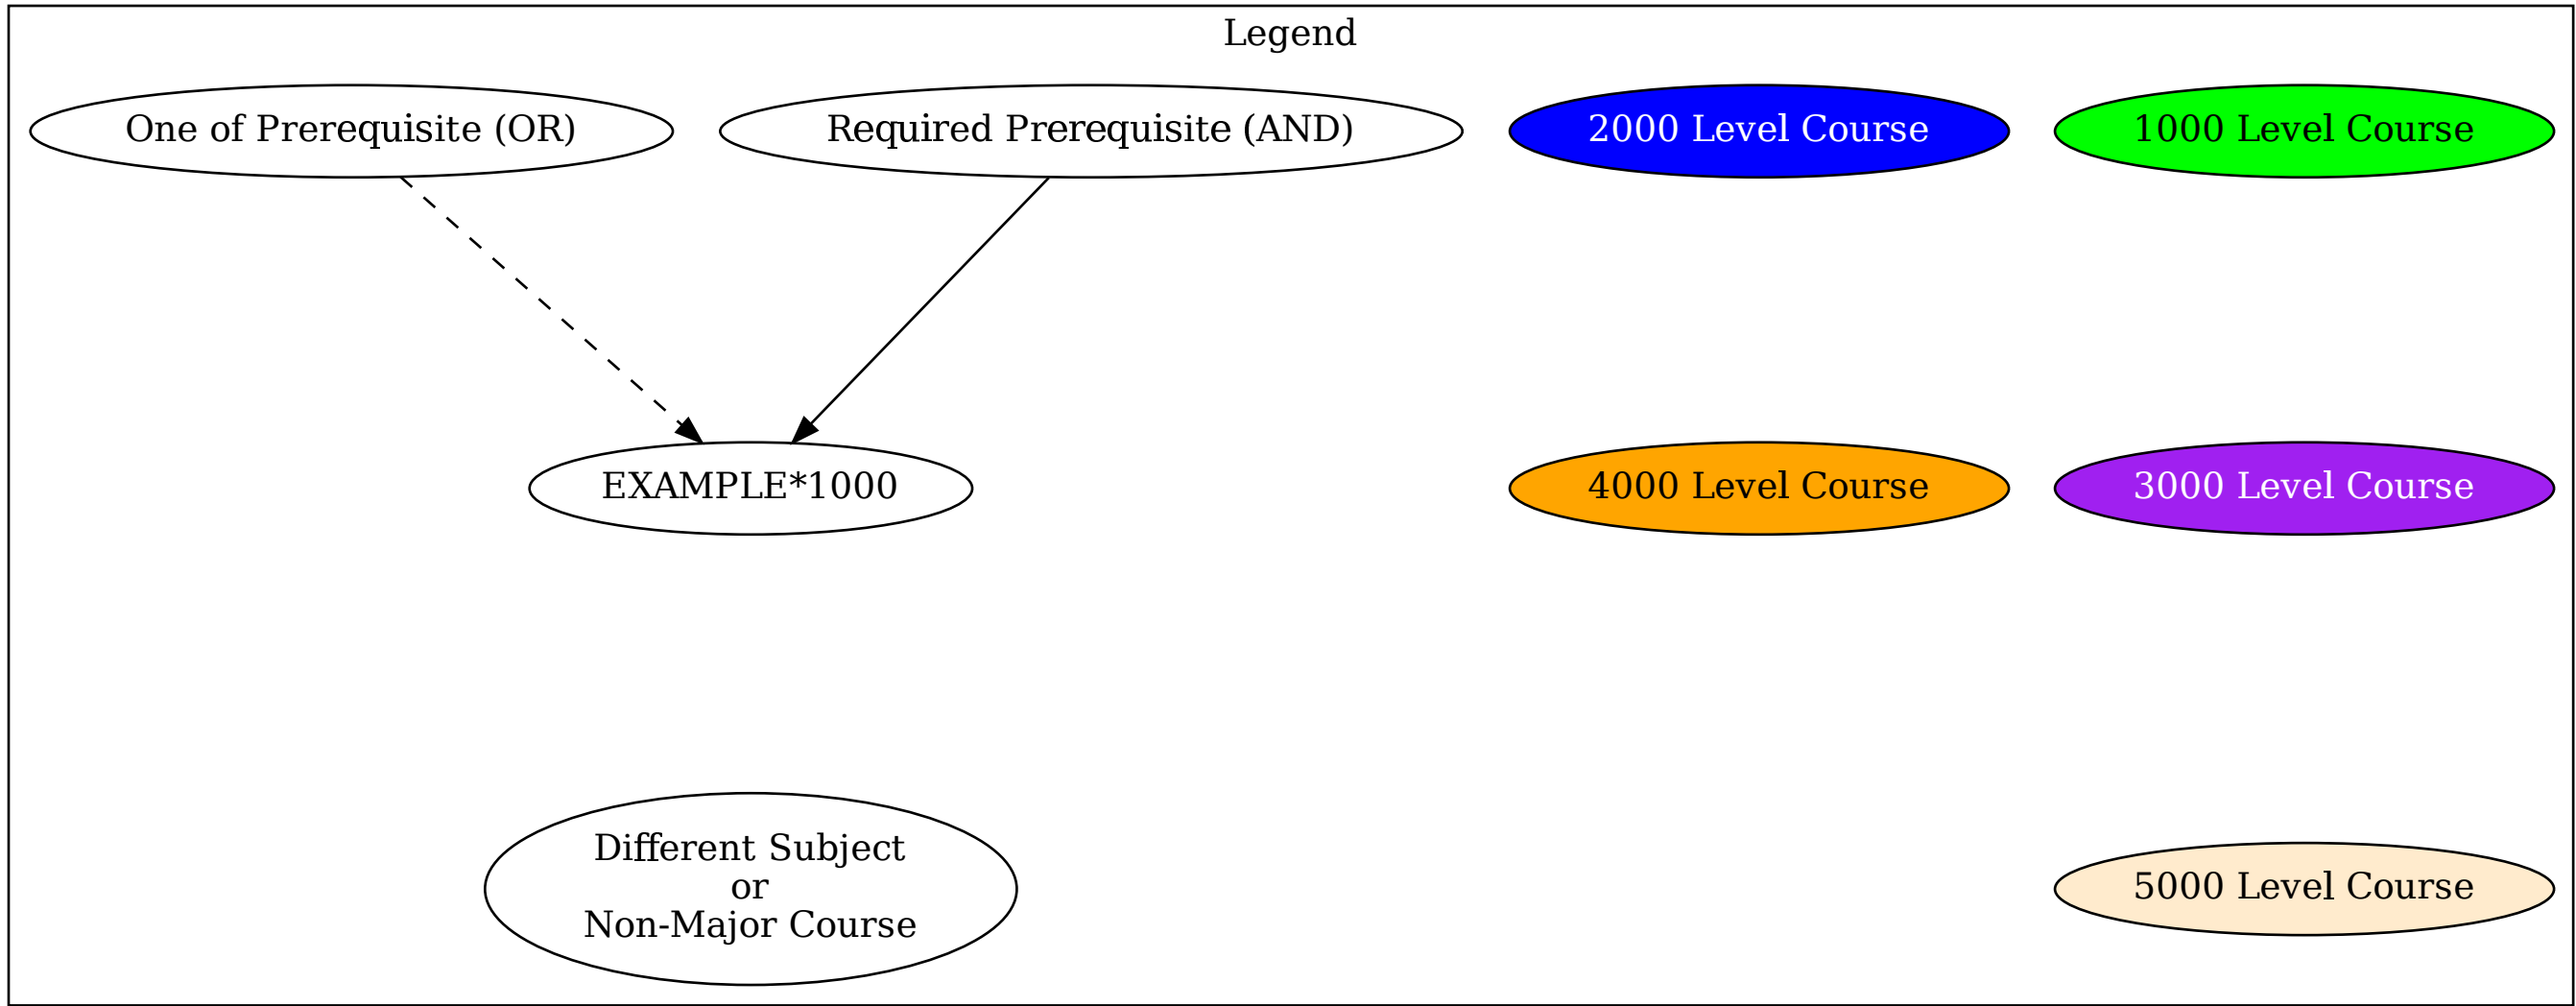 Legend
One of Prerequisite (OR)
Required Prerequisite (AND)
2000 Level Course
1000 Level Course
EXAMPLE*1000
4000 Level Course
3000 Level Course
Different Subject
or
Non-Major Course
5000 Level Course